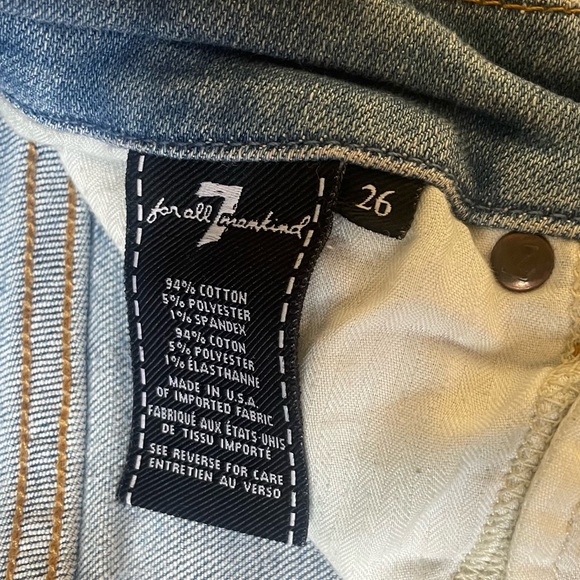 7
for all mankind
26
94% COTTON
5% POLYESTER
1% SPANDEX
94% COTON
5% POLYESTER
1% ÉLASTHANNE
MADE IN U.S.A
OF IMPORTED FABRIC
FABRIQUÉ AUX ÉTATS-UNIS
DE TISSU IMPORTÉ
SEE REVERSE FOR CARE
ENTRETIEN AU VERSO